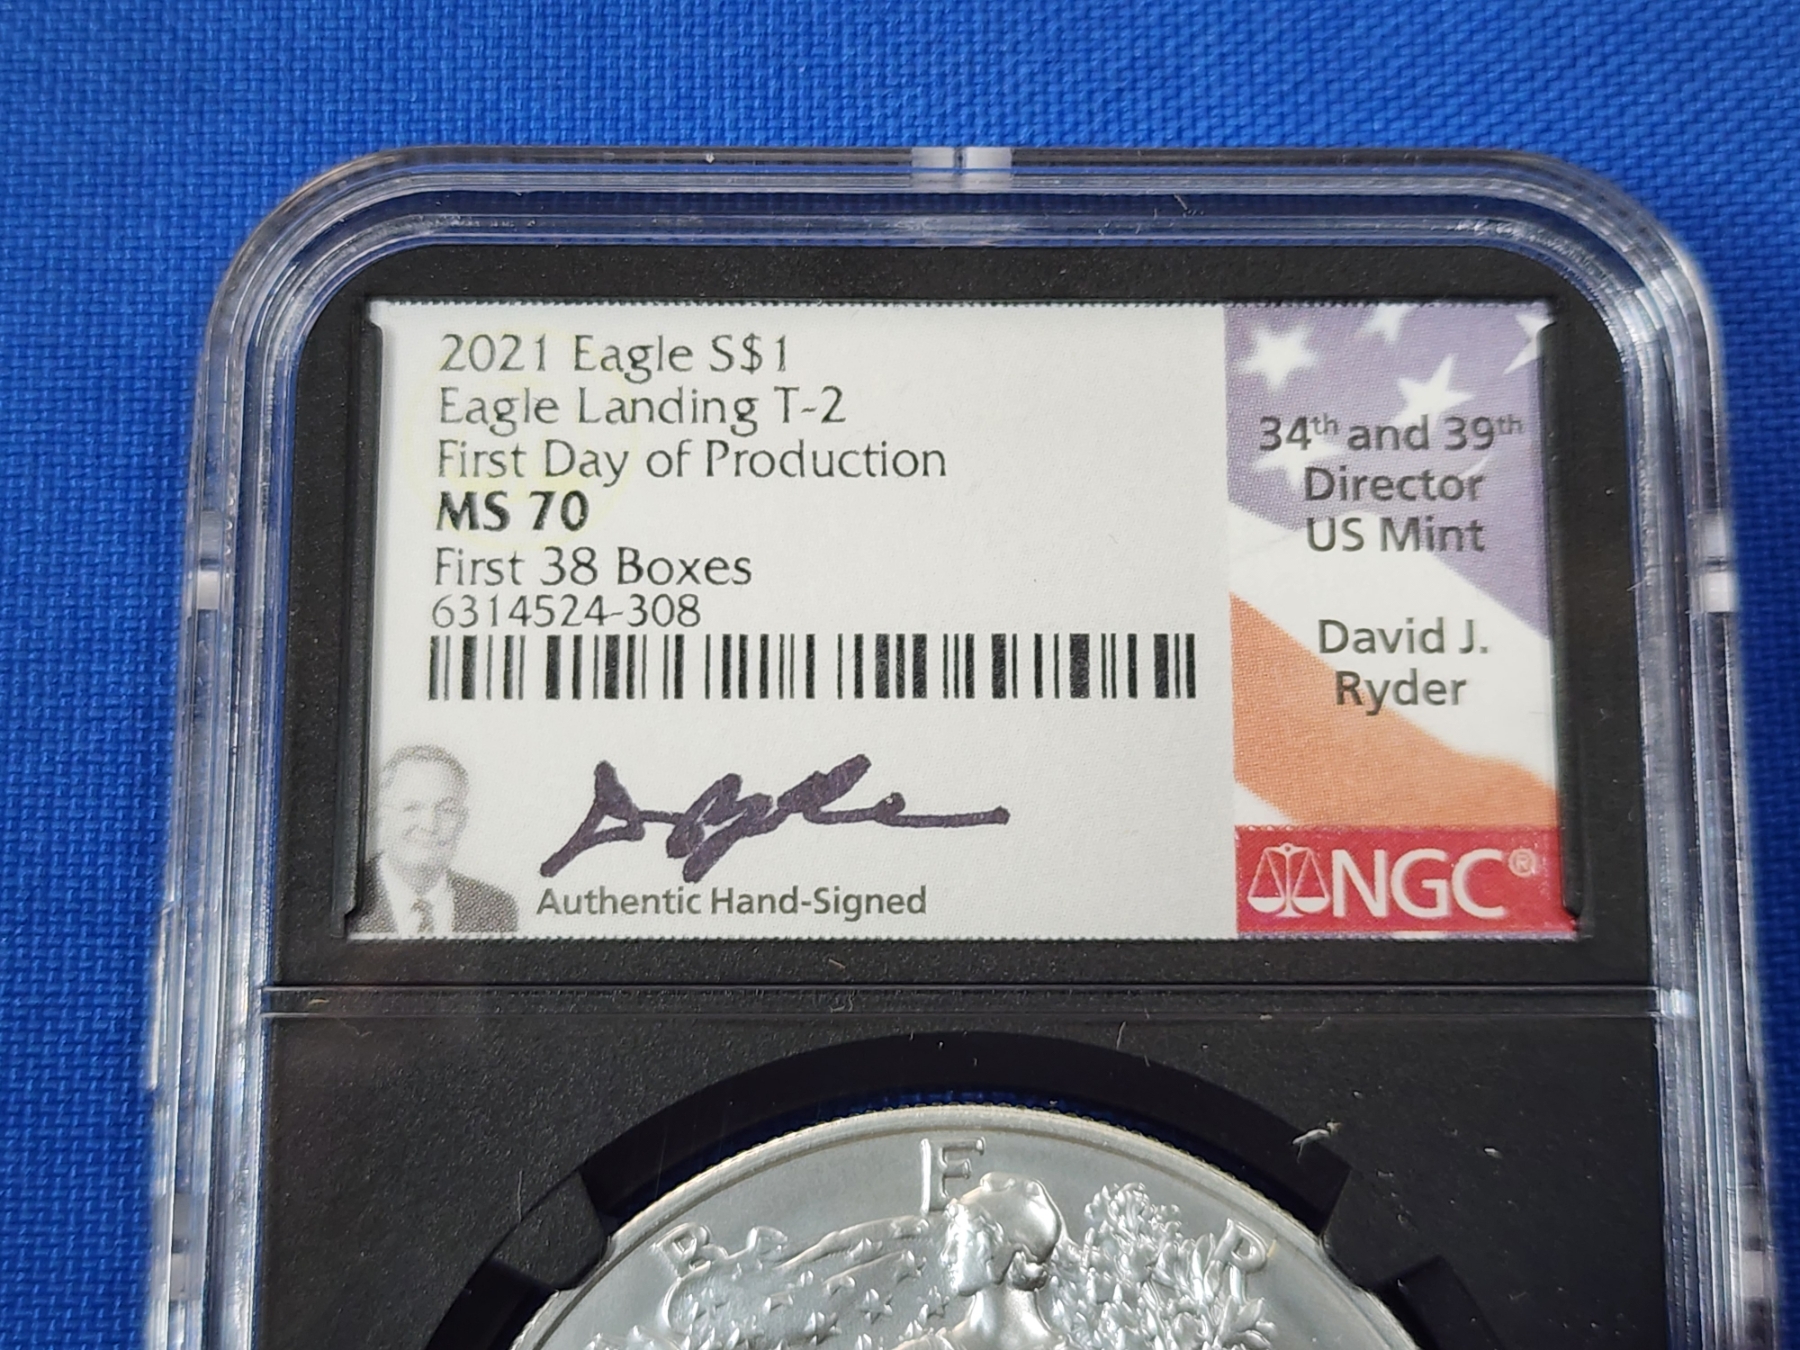 2021 Eagle S$1
Eagle Landing T-2
First Day of Production
MS 70
First 38 Boxes
6314524-308
Authentic Hand-Signed
34th and 39th
Director
US Mint
David J.
Ryder
NGC®